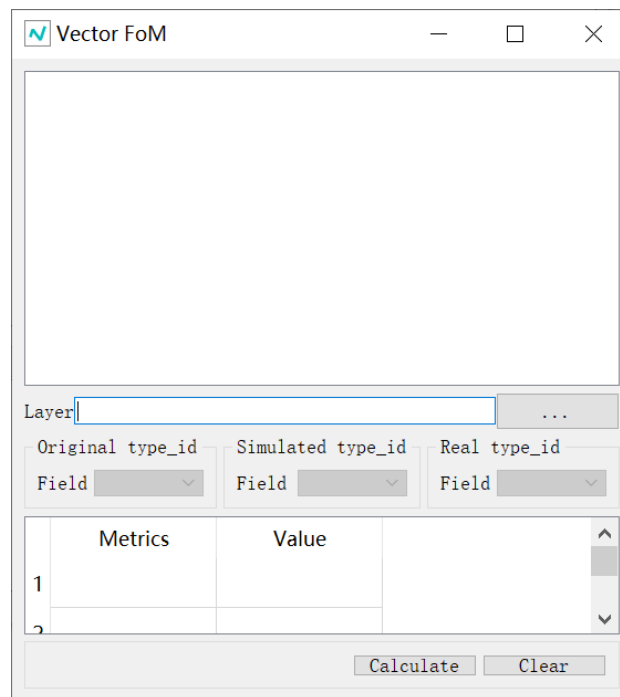 Vector FoM
Layer ...
Original type_id Simulated type_id Real type_id
Field Field Field
Metrics Value
1
Calculate Clear